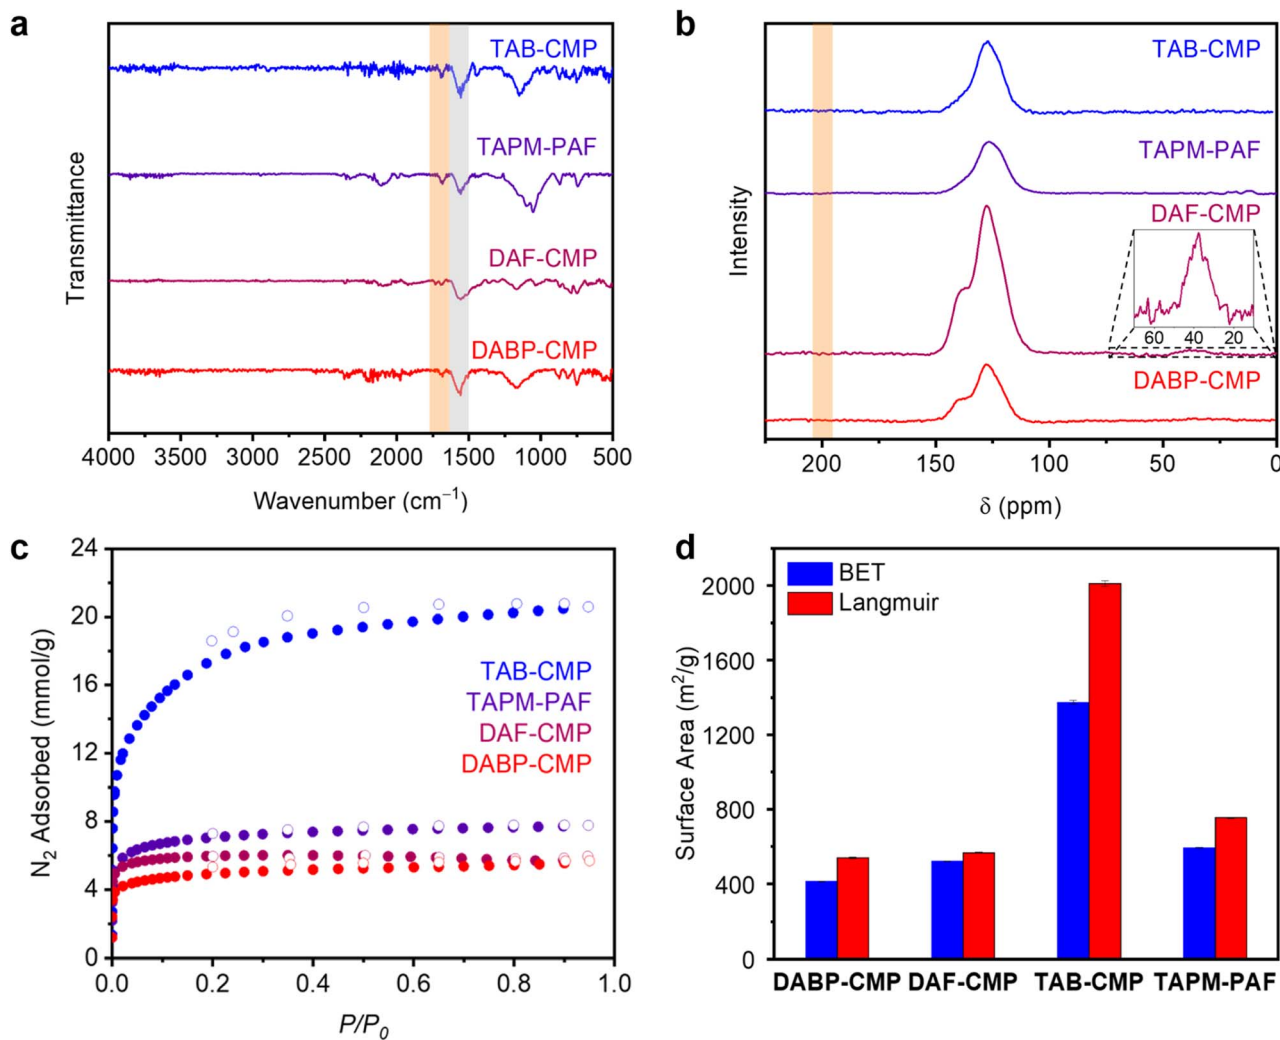 a
TAB-CMP
TAPM-PAF
DAF-CMP
DABP-CMP
Transmittance
4000 3500 3000 2500 2000 1500 1000 500
Wavenumber (cm⁻¹)
b
TAB-CMP
TAPM-PAF
DAF-CMP
60 40 20
DABP-CMP
Intensity
200 150 100 50 0
δ (ppm)
c
24
20
16
12
8
4
0
N₂ Adsorbed (mmol/g)
TAB-CMP
TAPM-PAF
DAF-CMP
DABP-CMP
0.0 0.2 0.4 0.6 0.8 1.0
P/P₀
d
BET
Langmuir
2000
1600
1200
800
400
0
Surface Area (m²/g)
DABP-CMP DAF-CMP TAB-CMP TAPM-PAF